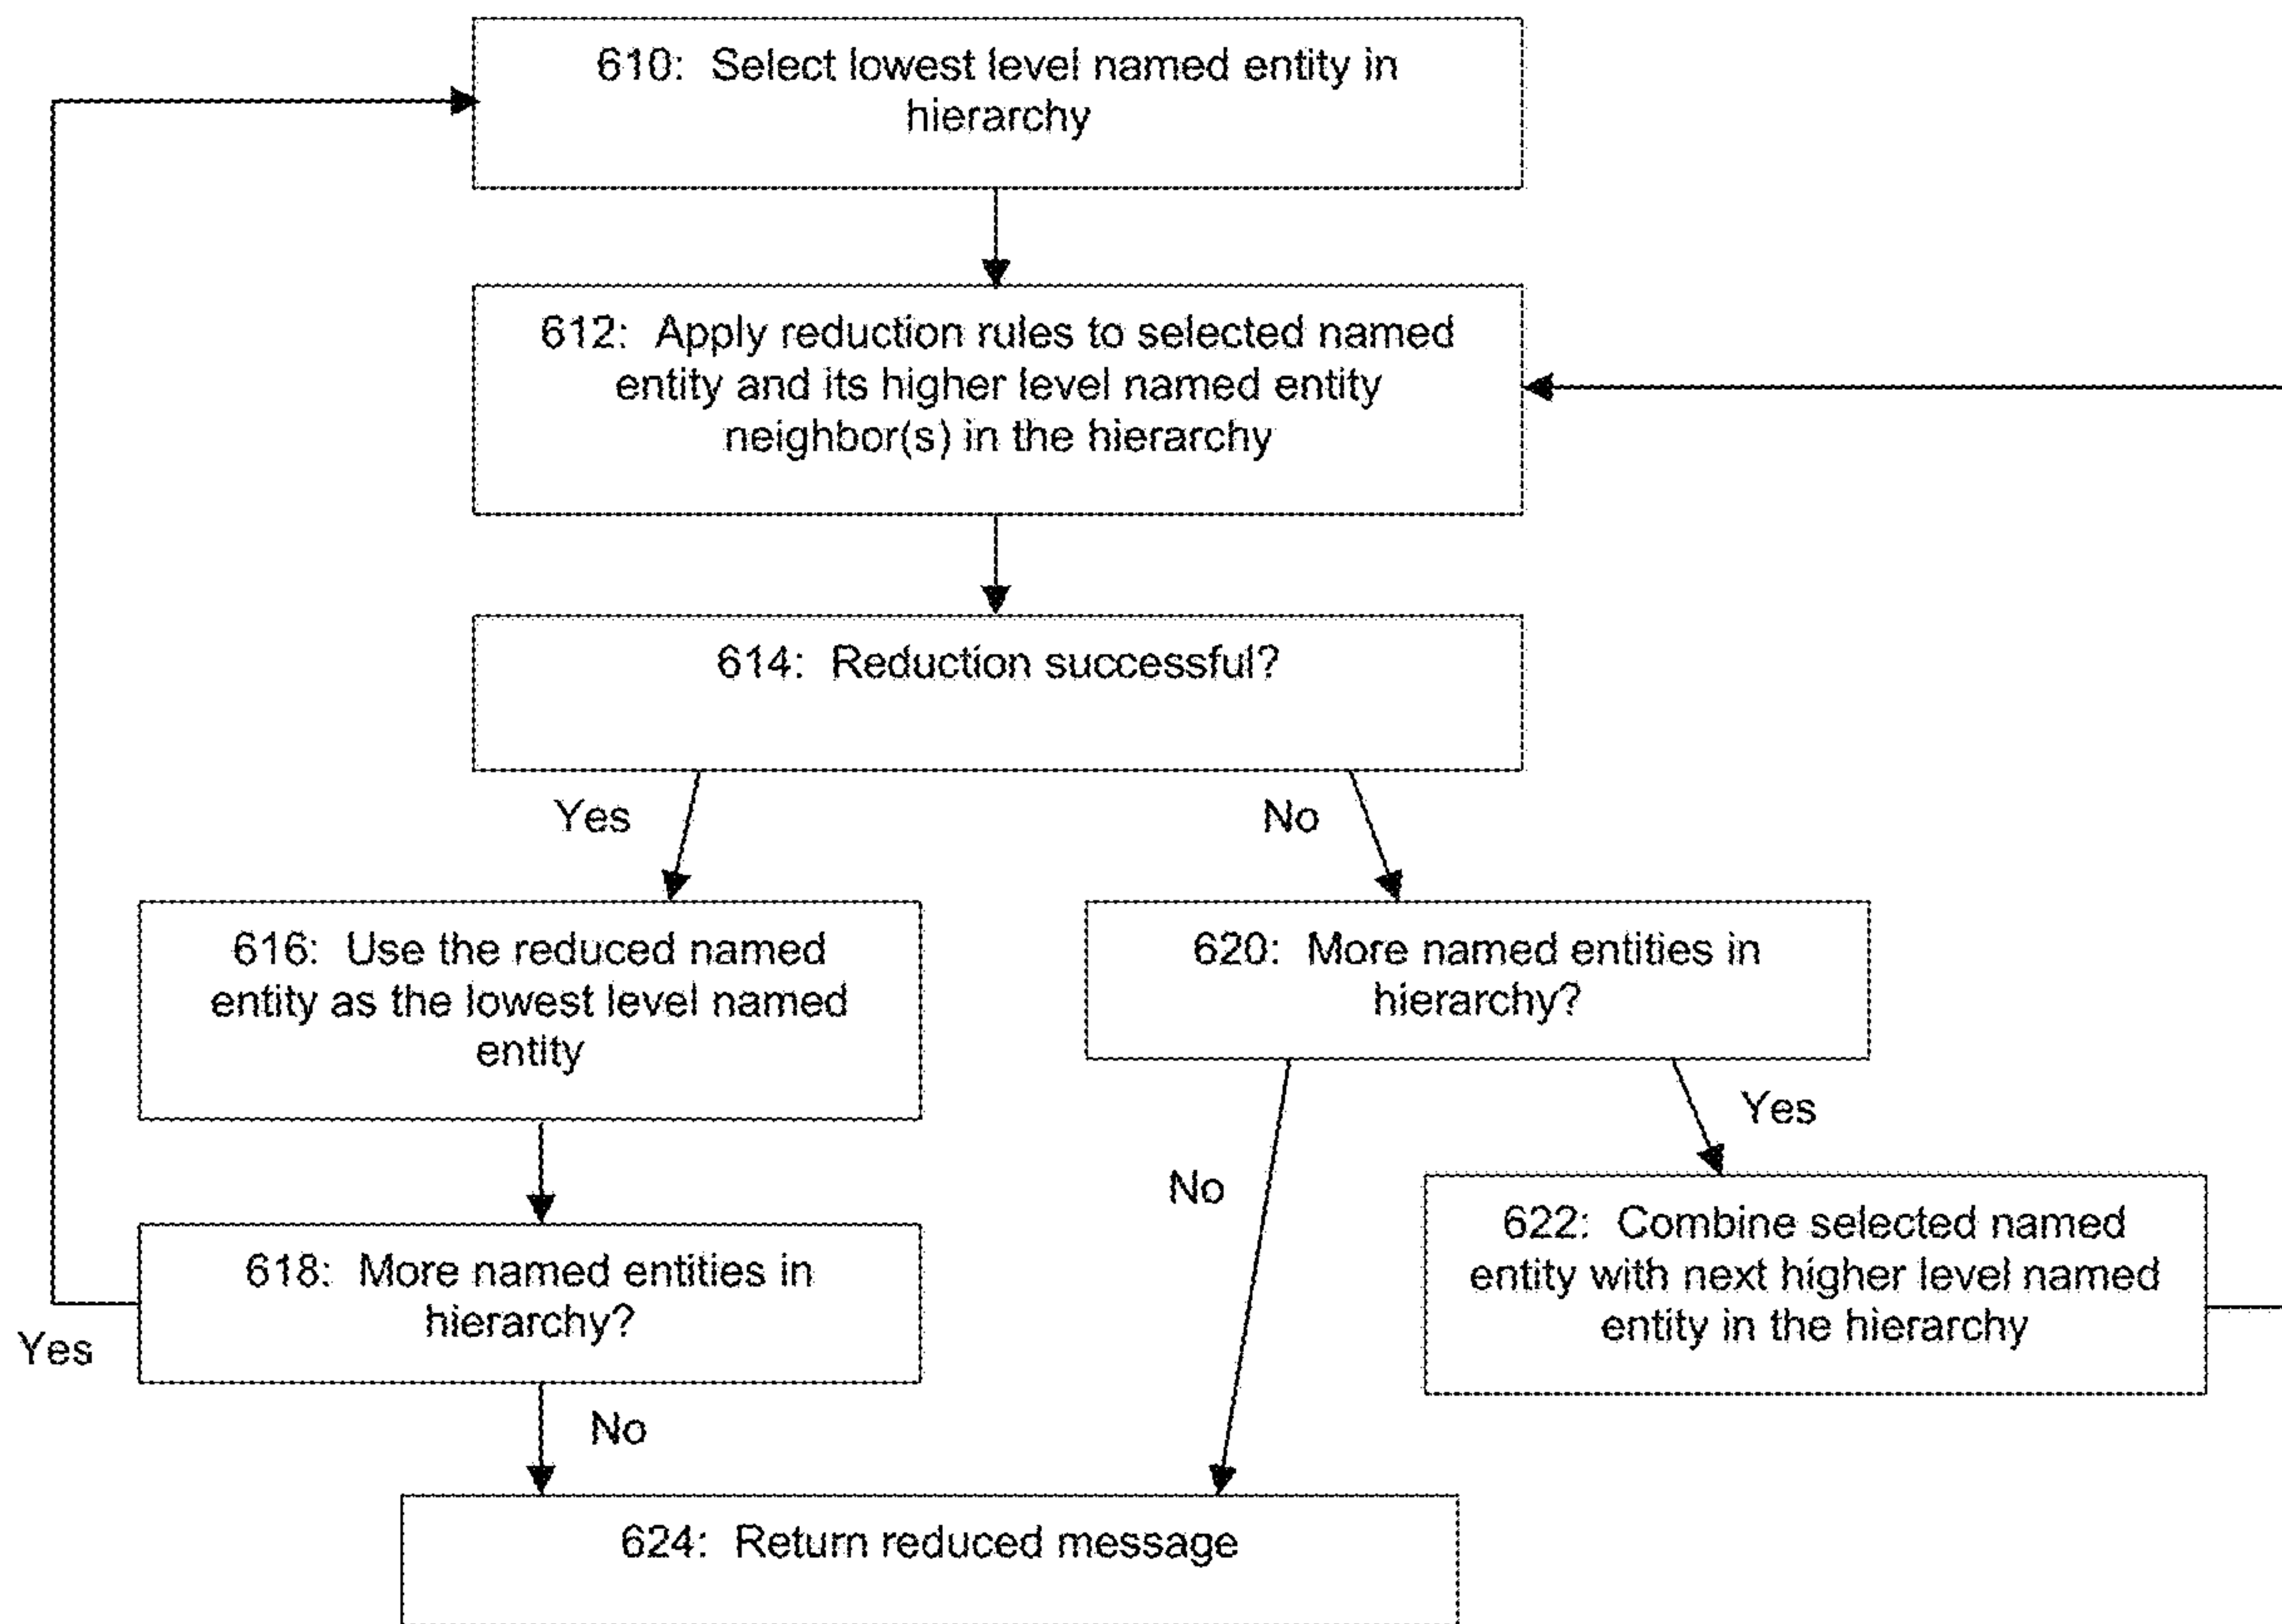 610: Select lowest level named entity in
hierarchy
612: Apply reduction rules to selected named
entity and its higher level named entity
neighbor(s) in the hierarchy
614: Reduction successful?
Yes
No
616: Use the reduced named
entity as the lowest level named
entity
620: More named entities in
hierarchy?
Yes
No
622: Combine selected named
entity with next higher level named
entity in the hierarchy
618: More named entities in
hierarchy?
Yes
No
624: Return reduced message